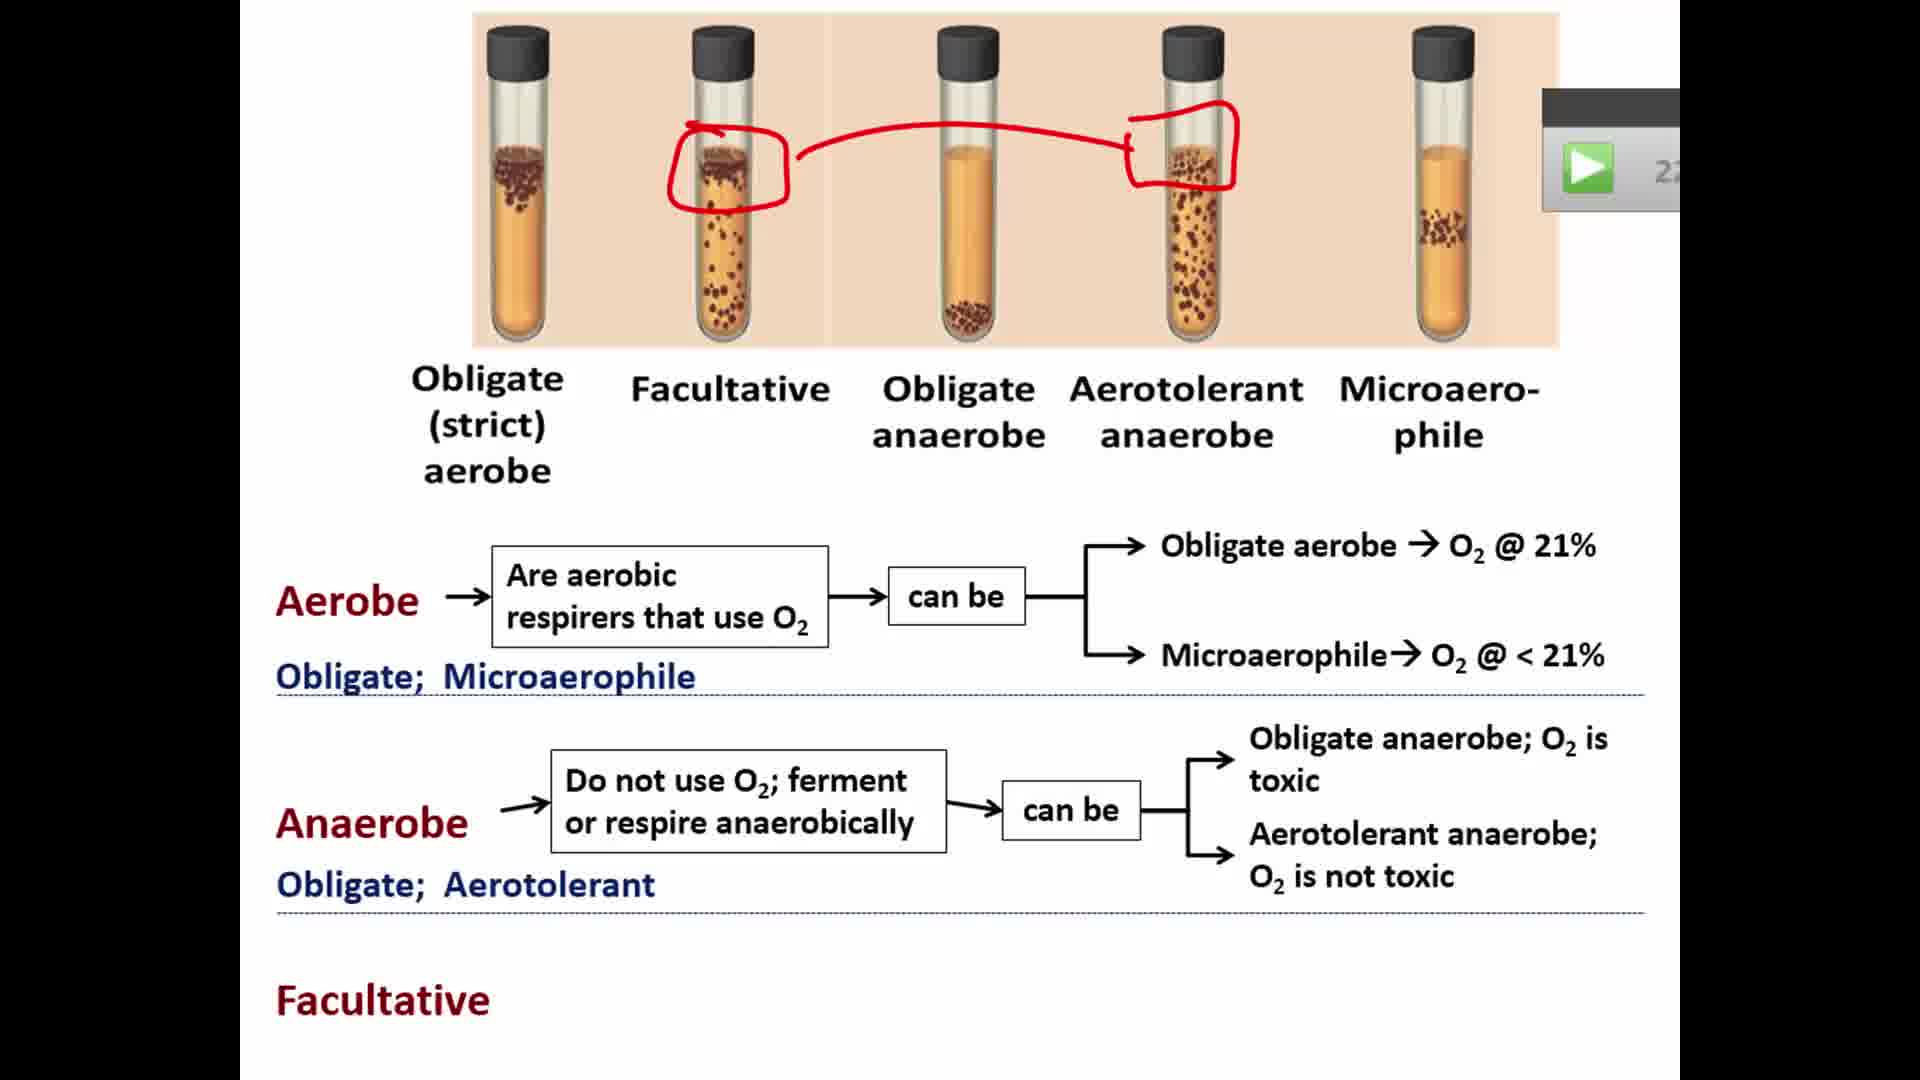 22
Obligate
(strict)
aerobe
Facultative
Obligate
anaerobe
Aerotolerant
anaerobe
Microaero-
phile
Aerobe
Are aerobic
respirers that use O₂
can be
Obligate aerobe → O₂ @ 21%
Microaerophile→ O₂ @ < 21%
Obligate; Microaerophile
Anaerobe
Do not use O₂; ferment
or respire anaerobically
can be
Obligate anaerobe; O₂ is
toxic
Aerotolerant anaerobe;
O₂ is not toxic
Obligate; Aerotolerant
Facultative